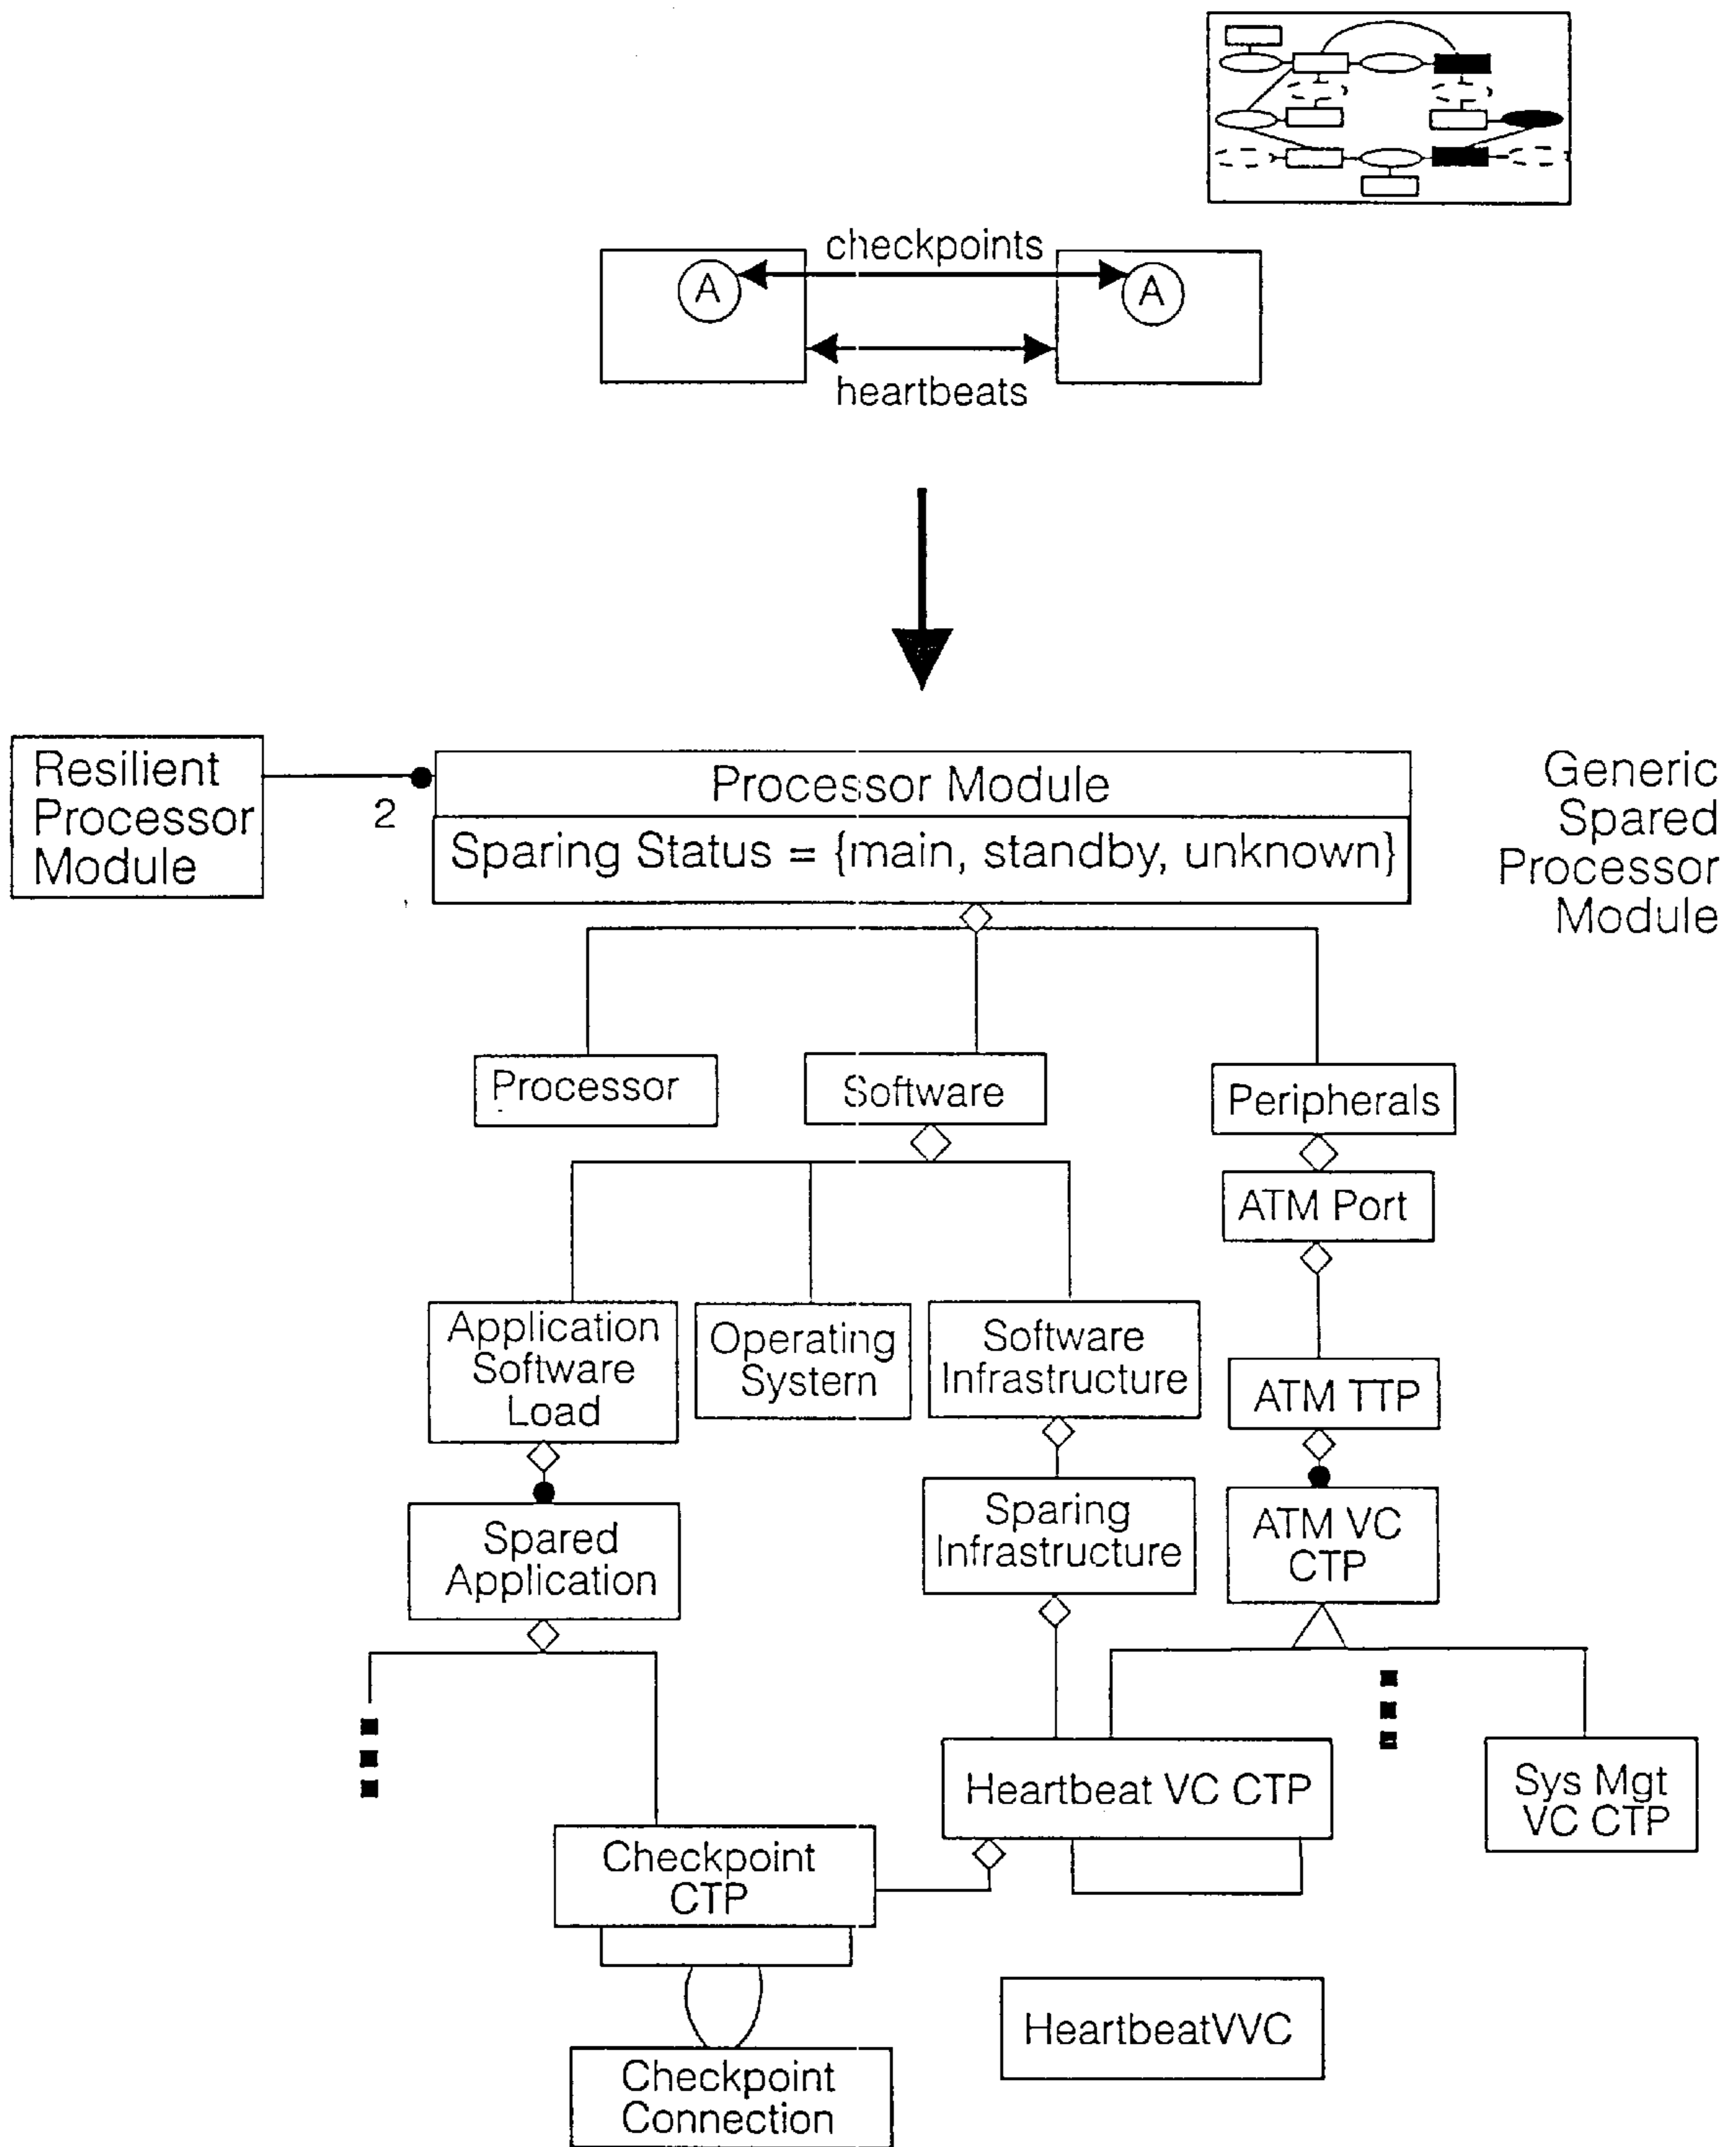 checkpoints
A
A
heartbeats
Resilient
Processor
Module
2
Processor Module
Sparing Status = {main, standby, unknown}
Generic
Spared
Processor
Module
Processor
Software
Peripherals
ATM Port
Application
Software
Load
Operating
System
Software
Infrastructure
ATM TTP
Spared
Application
Sparing
Infrastructure
ATM VC
CTP
Heartbeat VC CTP
Sys Mgt
VC CTP
Checkpoint
CTP
HeartbeatVVC
Checkpoint
Connection